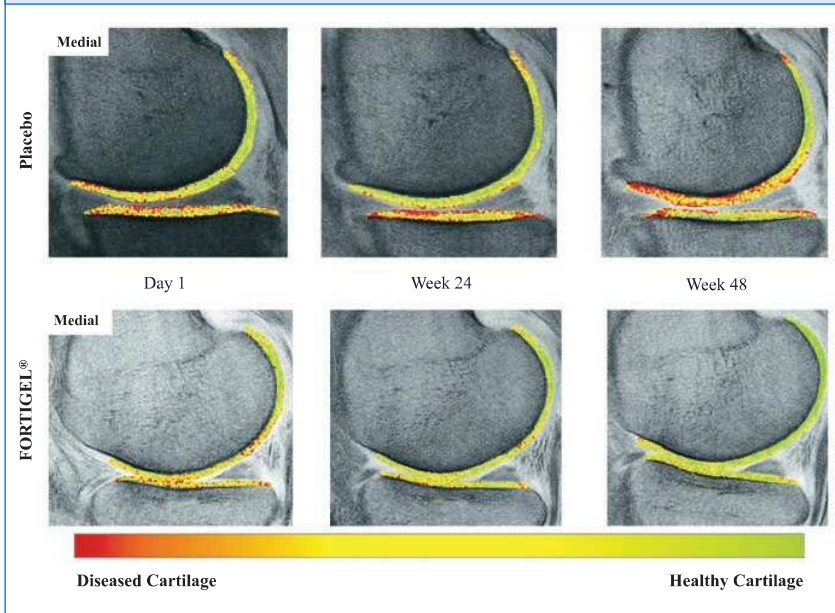 Medial
Placebo
Day 1
Week 24
Week 48
Medial
FORTIGEL®
Diseased Cartilage
Healthy Cartilage